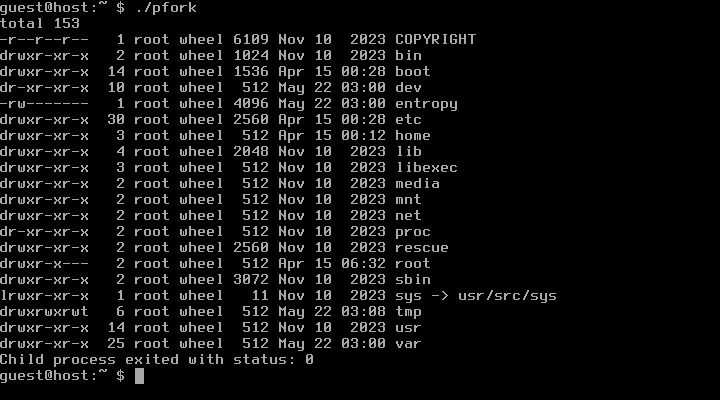 guest@host:~ $ ./pfork
total 153
-r--r--r--   1 root wheel 6109 Nov 10  2023 COPYRIGHT
drwxr-xr-x   2 root wheel 1024 Nov 10  2023 bin
drwxr-xr-x  14 root wheel 1536 Apr 15 00:28 boot
dr-xr-xr-x  10 root wheel  512 May 22 03:00 dev
-rw-------   1 root wheel 4096 May 22 03:00 entropy
drwxr-xr-x  30 root wheel 2560 Apr 15 00:28 etc
drwxr-xr-x   3 root wheel  512 Apr 15 00:12 home
drwxr-xr-x   4 root wheel 2048 Nov 10  2023 lib
drwxr-xr-x   3 root wheel  512 Nov 10  2023 libexec
drwxr-xr-x   2 root wheel  512 Nov 10  2023 media
drwxr-xr-x   2 root wheel  512 Nov 10  2023 mnt
drwxr-xr-x   2 root wheel  512 Nov 10  2023 net
dr-xr-xr-x   2 root wheel  512 Nov 10  2023 proc
drwxr-xr-x   2 root wheel 2560 Nov 10  2023 rescue
drwxr-x---   2 root wheel  512 Apr 15 06:32 root
drwxr-xr-x   2 root wheel 3072 Nov 10  2023 sbin
lrwxr-xr-x   1 root wheel   11 Nov 10  2023 sys -> usr/src/sys
drwxrwxrwt   6 root wheel  512 May 22 03:08 tmp
drwxr-xr-x  14 root wheel  512 Nov 10  2023 usr
drwxr-xr-x  25 root wheel  512 May 22 03:00 var
Child process exited with status: 0
guest@host:~ $